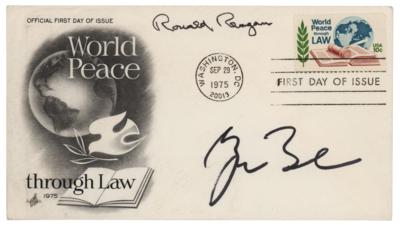 OFFICIAL FIRST DAY OF ISSUE
Ronald Reagan
World
Peace
through Law
1975
WASHINGTON, DC
SEP 29
1975
20013
World
Peace
through
LAW
USA
10c
FIRST DAY OF ISSUE